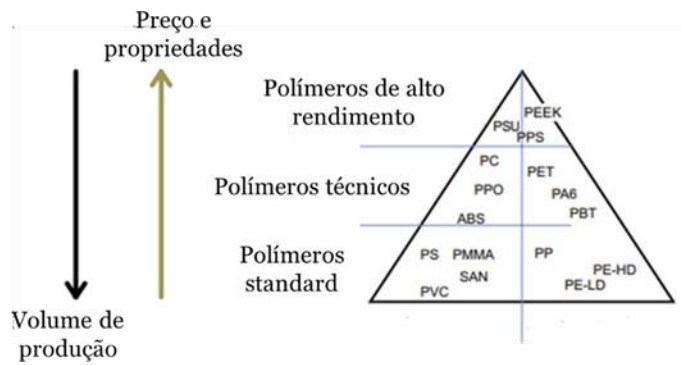 Preço e
propriedades
Polímeros de alto
rendimento
PEEK
PSU
PPS
Polímeros técnicos
PC
PET
PPO
PA6
PBT
ABS
Polímeros
standard
PS PMMA PP
SAN
PE-HD
PE-LD
PVC
Volume de
produção